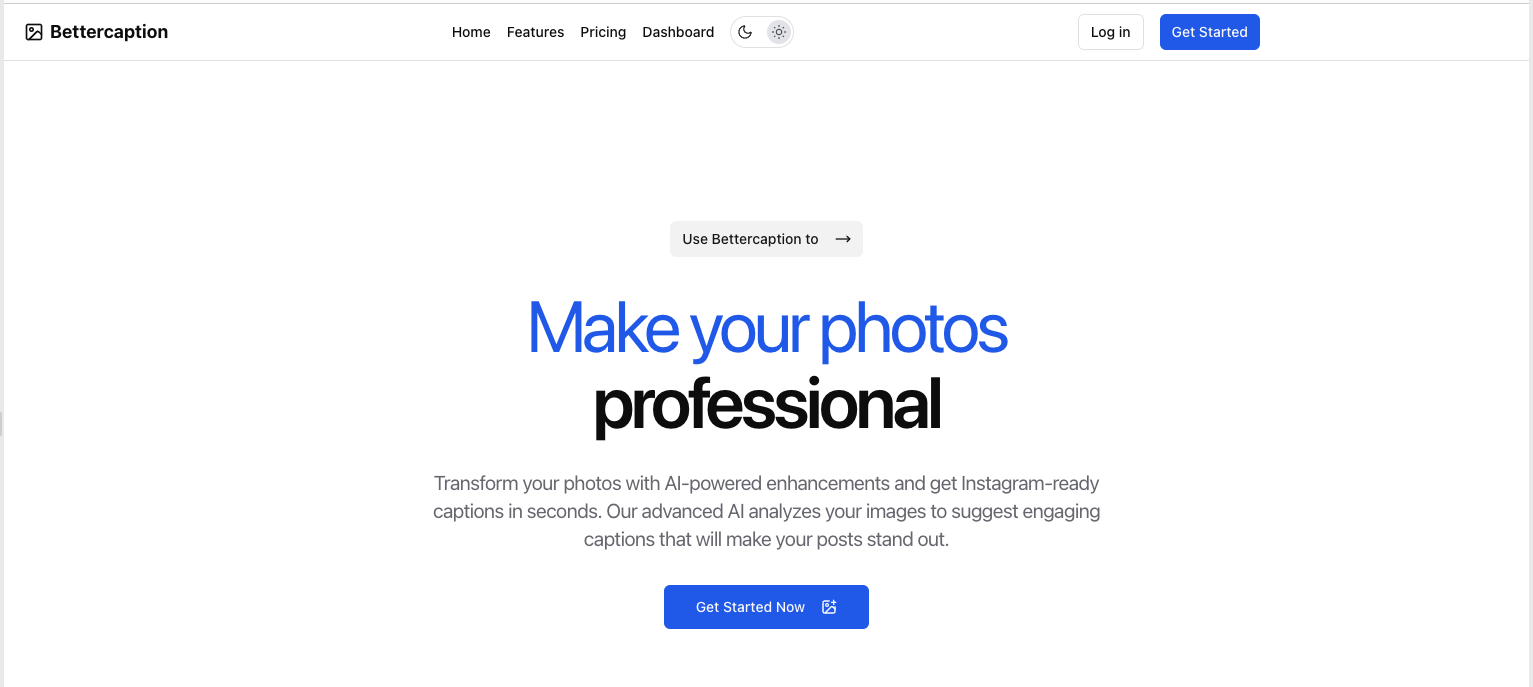 Bettercaption
Home Features Pricing Dashboard
Log in
Get Started
Use Bettercaption to
Make your photos
professional
Transform your photos with AI-powered enhancements and get Instagram-ready
captions in seconds. Our advanced AI analyzes your images to suggest engaging
captions that will make your posts stand out.
Get Started Now